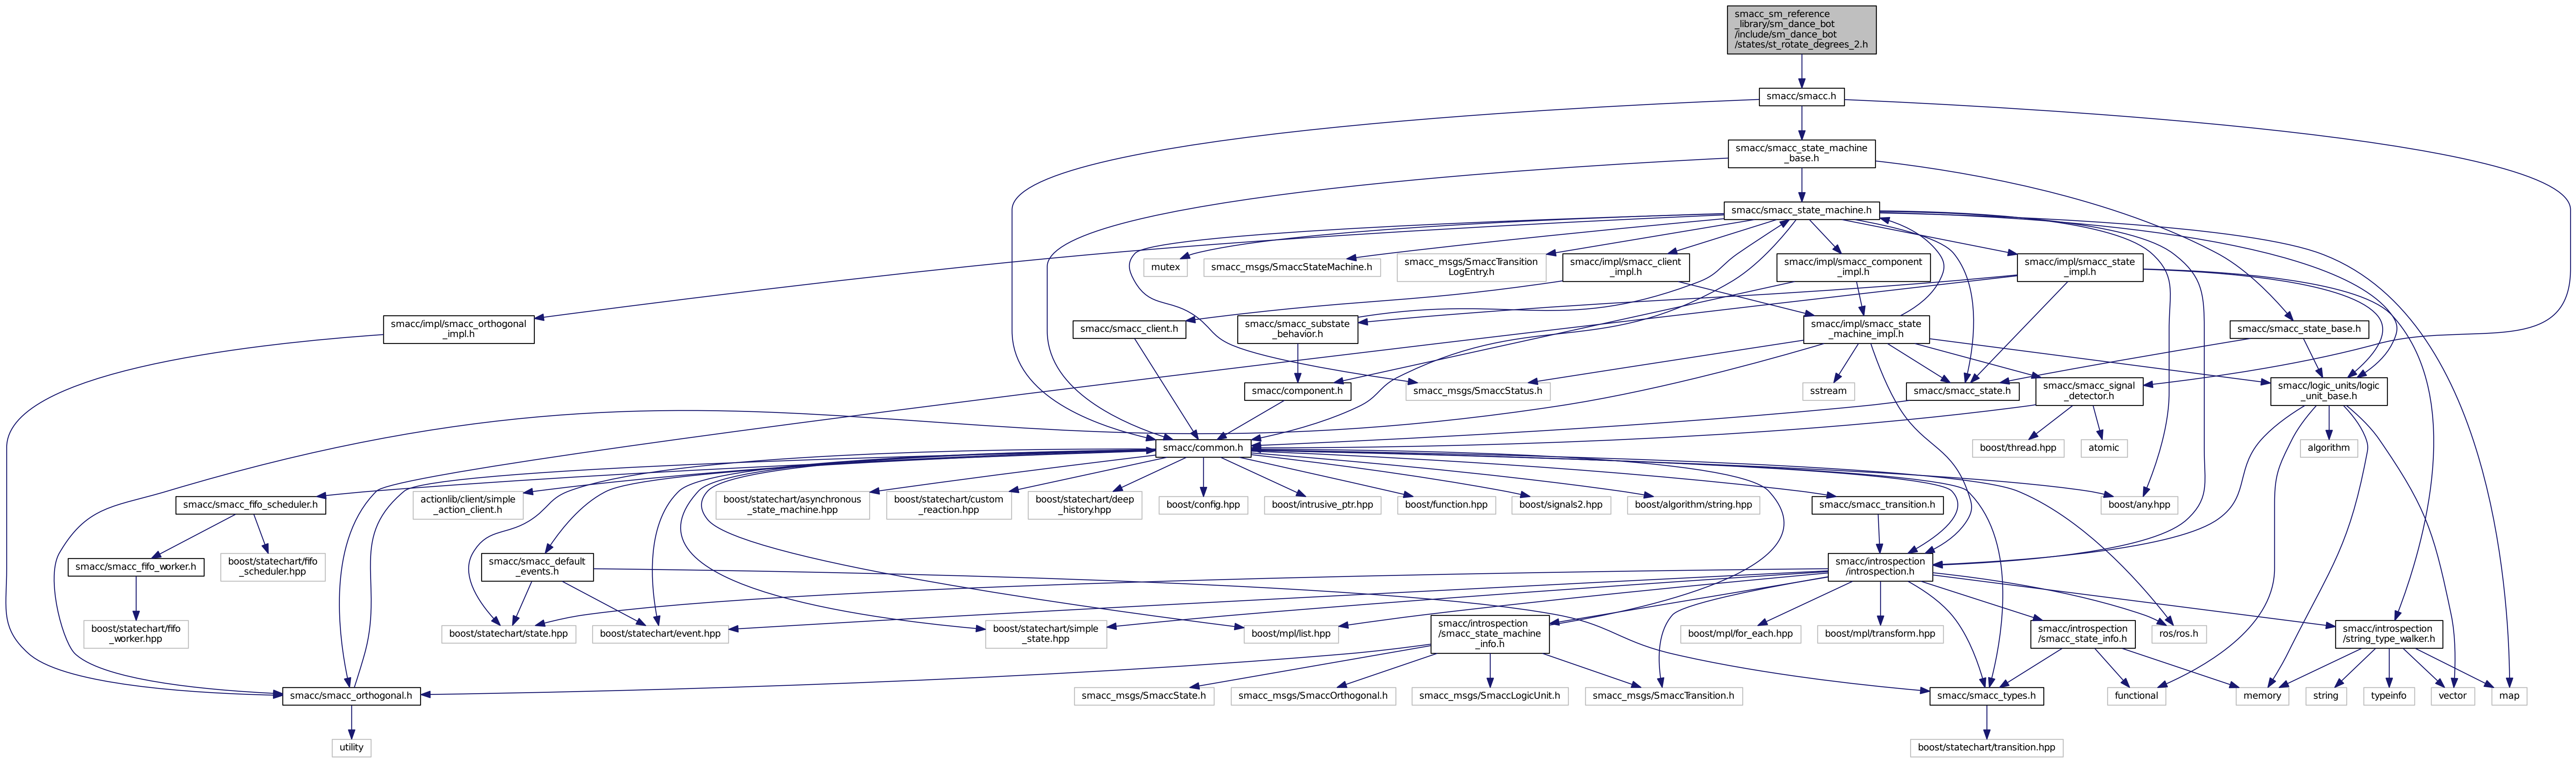 smacc_sm_reference
_library/sm_dance_bot
/include/sm_dance_bot
/states/st_rotate_degrees_2.h
smacc/smacc.h
smacc/smacc_state_machine
_base.h
smacc/smacc_state_machine.h
mutex
smacc_msgs/SmaccStateMachine.h
smacc_msgs/SmaccTransition
LogEntry.h
smacc/impl/smacc_client
_impl.h
smacc/impl/smacc_component
_impl.h
smacc/impl/smacc_state
_impl.h
smacc/impl/smacc_orthogonal
_impl.h
smacc/smacc_client.h
smacc/smacc_substate
_behavior.h
smacc/impl/smacc_state
_machine_impl.h
smacc/smacc_state_base.h
smacc/component.h
smacc_msgs/SmaccStatus.h
sstream
smacc/smacc_state.h
smacc/smacc_signal
_detector.h
smacc/logic_units/logic
_unit_base.h
smacc/common.h
boost/thread.hpp
atomic
algorithm
smacc/smacc_fifo_scheduler.h
actionlib/client/simple
_action_client.h
boost/statechart/asynchronous
_state_machine.hpp
boost/statechart/custom
_reaction.hpp
boost/statechart/deep
_history.hpp
boost/config.hpp
boost/intrusive_ptr.hpp
boost/function.hpp
boost/signals2.hpp
boost/algorithm/string.hpp
smacc/smacc_transition.h
boost/any.hpp
smacc/smacc_fifo_worker.h
boost/statechart/fifo
_scheduler.hpp
smacc/smacc_default
_events.h
smacc/introspection
/introspection.h
boost/statechart/fifo
_worker.hpp
boost/statechart/state.hpp
boost/statechart/event.hpp
boost/statechart/simple
_state.hpp
boost/mpl/list.hpp
smacc/introspection
/smacc_state_machine
_info.h
boost/mpl/for_each.hpp
boost/mpl/transform.hpp
smacc/introspection
/smacc_state_info.h
ros/ros.h
smacc/introspection
/string_type_walker.h
smacc/smacc_orthogonal.h
smacc_msgs/SmaccState.h
smacc_msgs/SmaccOrthogonal.h
smacc_msgs/SmaccLogicUnit.h
smacc_msgs/SmaccTransition.h
smacc/smacc_types.h
functional
memory
string
typeinfo
vector
map
utility
boost/statechart/transition.hpp